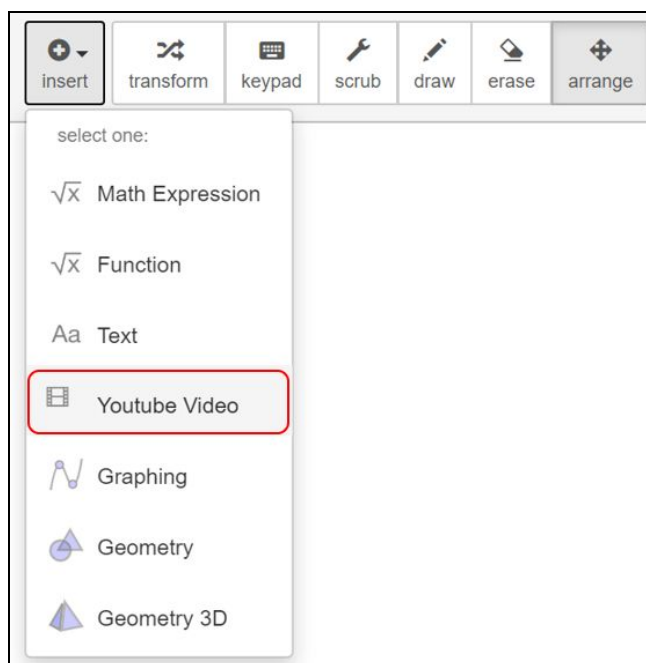 insert transform keypad scrub draw erase arrange
select one:
√x Math Expression
√x Function
Aa Text
Youtube Video
Graphing
Geometry
Geometry 3D